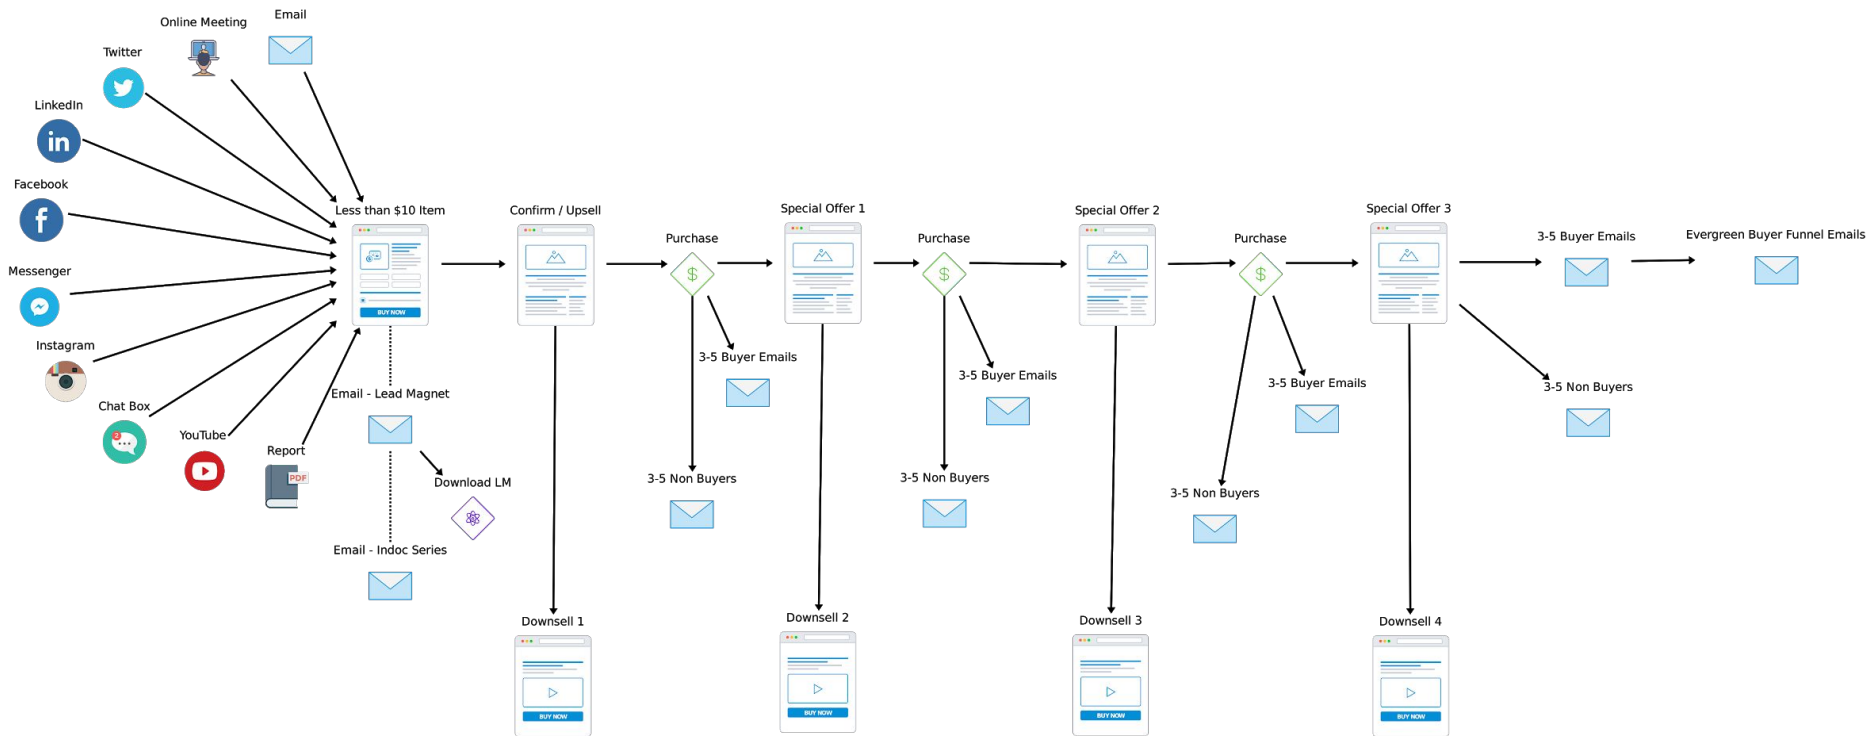 Email
Online Meeting
Twitter
LinkedIn
Facebook
Messenger
Instagram
Chat Box
3
YouTube
Report
PDF
Less than $10 Item
BUY NOW
Email - Lead Magnet
Download LM
Email - Indoc Series
Confirm / Upsell
Downsell 1
BUY NOW
Purchase
$
3-5 Buyer Emails
3-5 Non Buyers
Special Offer 1
Downsell 2
BUY NOW
Purchase
$
3-5 Buyer Emails
3-5 Non Buyers
Special Offer 2
Downsell 3
BUY NOW
Purchase
$
3-5 Buyer Emails
3-5 Non Buyers
Special Offer 3
Downsell 4
BUY NOW
3-5 Buyer Emails
Evergreen Buyer Funnel Emails
3-5 Non Buyers